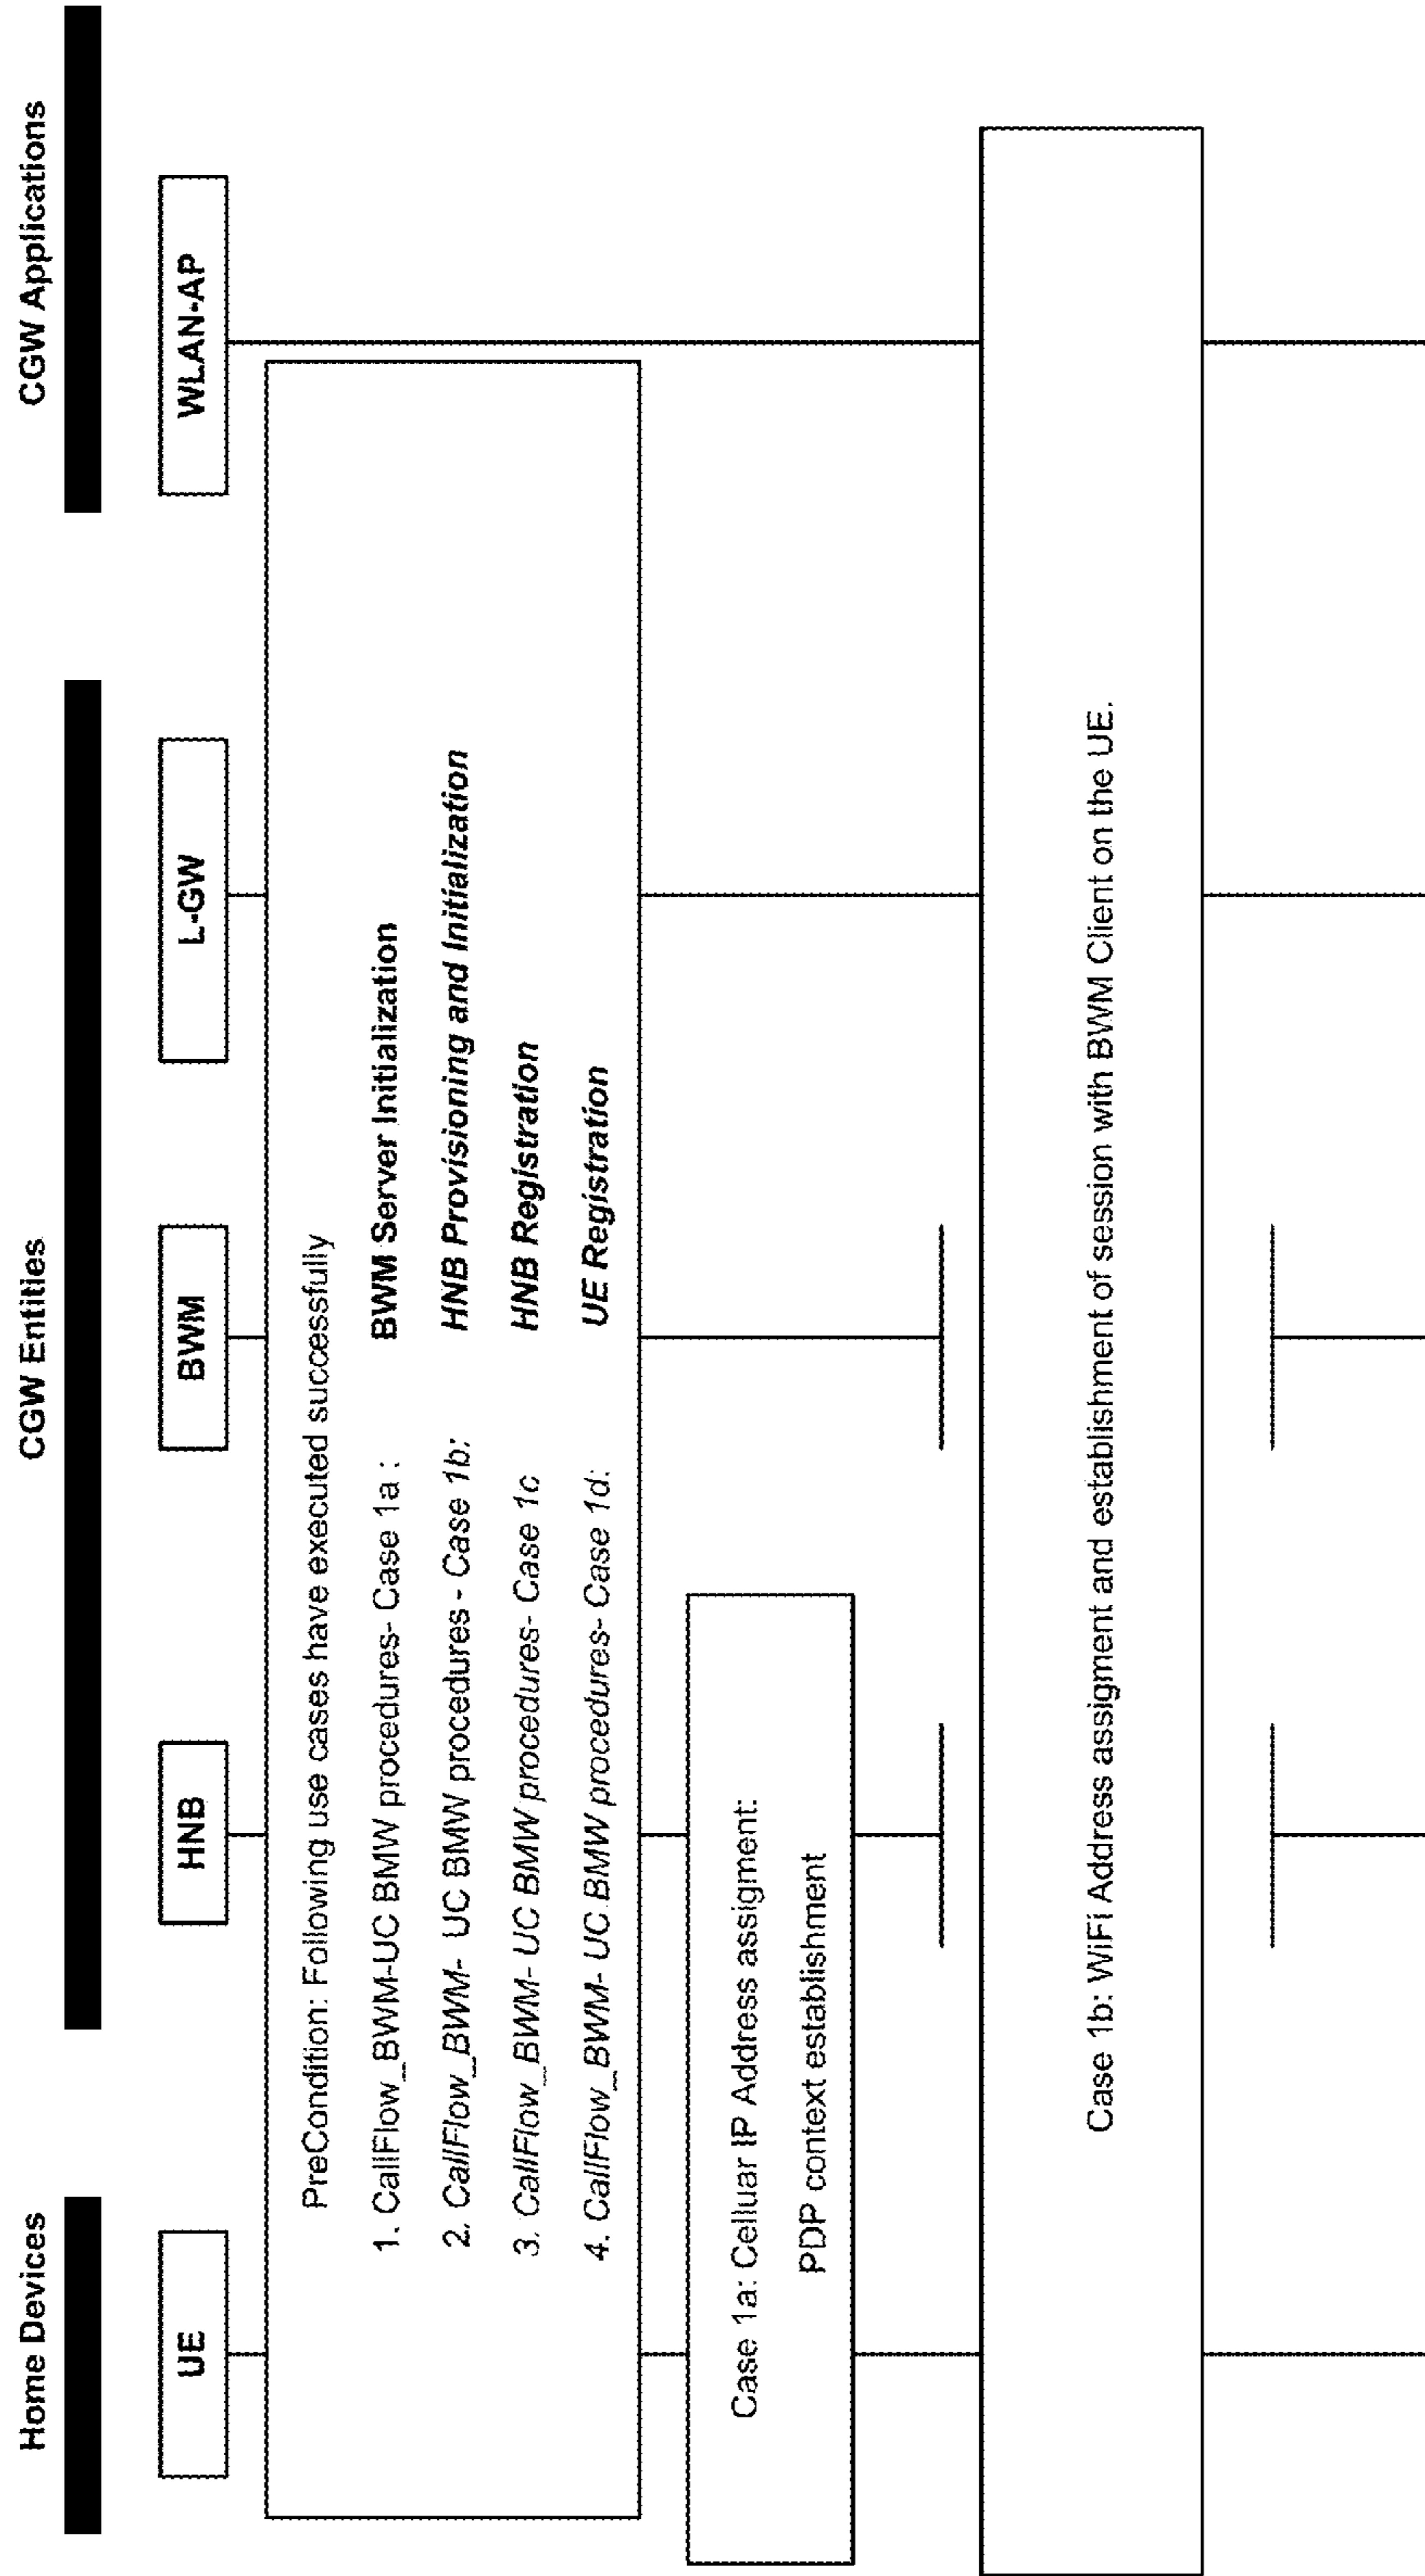 Home Devices
CGW Entities
CGW Applications
UE
HNB
BWM
L-GW
WLAN-AP
PreCondition: Following use cases have executed successfully
1. CallFlow_BWM-UC BMW procedures- Case 1a : BWM Server Initialization
2. CallFlow_BWM- UC BMW procedures - Case 1b: HNB Provisioning and Initialization
3. CallFlow_BWM- UC BMW procedures- Case 1c HNB Registration
4. CallFlow_BWM- UC BMW procedures- Case 1d: UE Registration
Case 1a: Celluar IP Address assigment:
PDP context establishment
Case 1b: WiFi Address assigment and establishment of session with BWM Client on the UE.